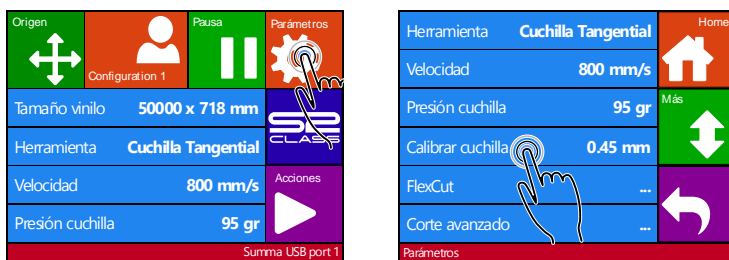 Origen
Configuration 1
Pausa
Parámetros
Tamaño vinilo 50000 x 718 mm
Herramienta Cuchilla Tangential
S2 CLASS
Velocidad 800 mm/s
Acciones
Presión cuchilla 95 gr
Summa USB port 1
Herramienta Cuchilla Tangential
Home
Velocidad 800 mm/s
Presión cuchilla 95 gr
Más
Calibrar cuchilla 0.45 mm
FlexCut ...
Corte avanzado ...
Parámetros